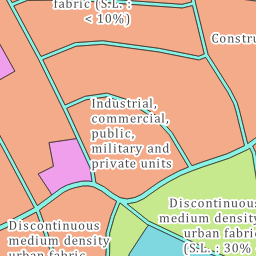 fabric (S.L. :
< 10%)
Constru
Industrial,
commercial,
public,
military and
private units
Discontinuous
medium density
urban fabric
Discontinuous
medium density
urban fabric
(S.L. : 30% -